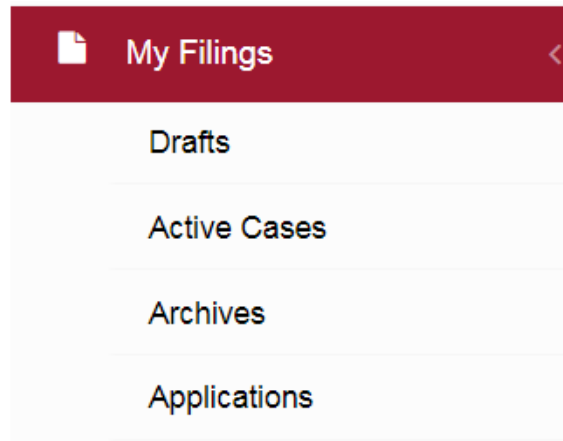 My Filings
Drafts
Active Cases
Archives
Applications